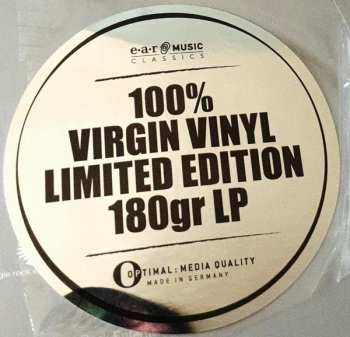 e·a·r MUSIC
CLASSICS
100%
VIRGIN VINYL
LIMITED EDITION
180gr LP
OPTIMAL: MEDIA QUALITY
MADE IN GERMANY